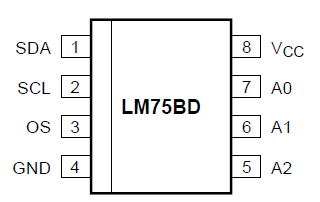 SDA 1 8 VCC
SCL 2 7 A0
LM75BD
OS 3 6 A1
GND 4 5 A2